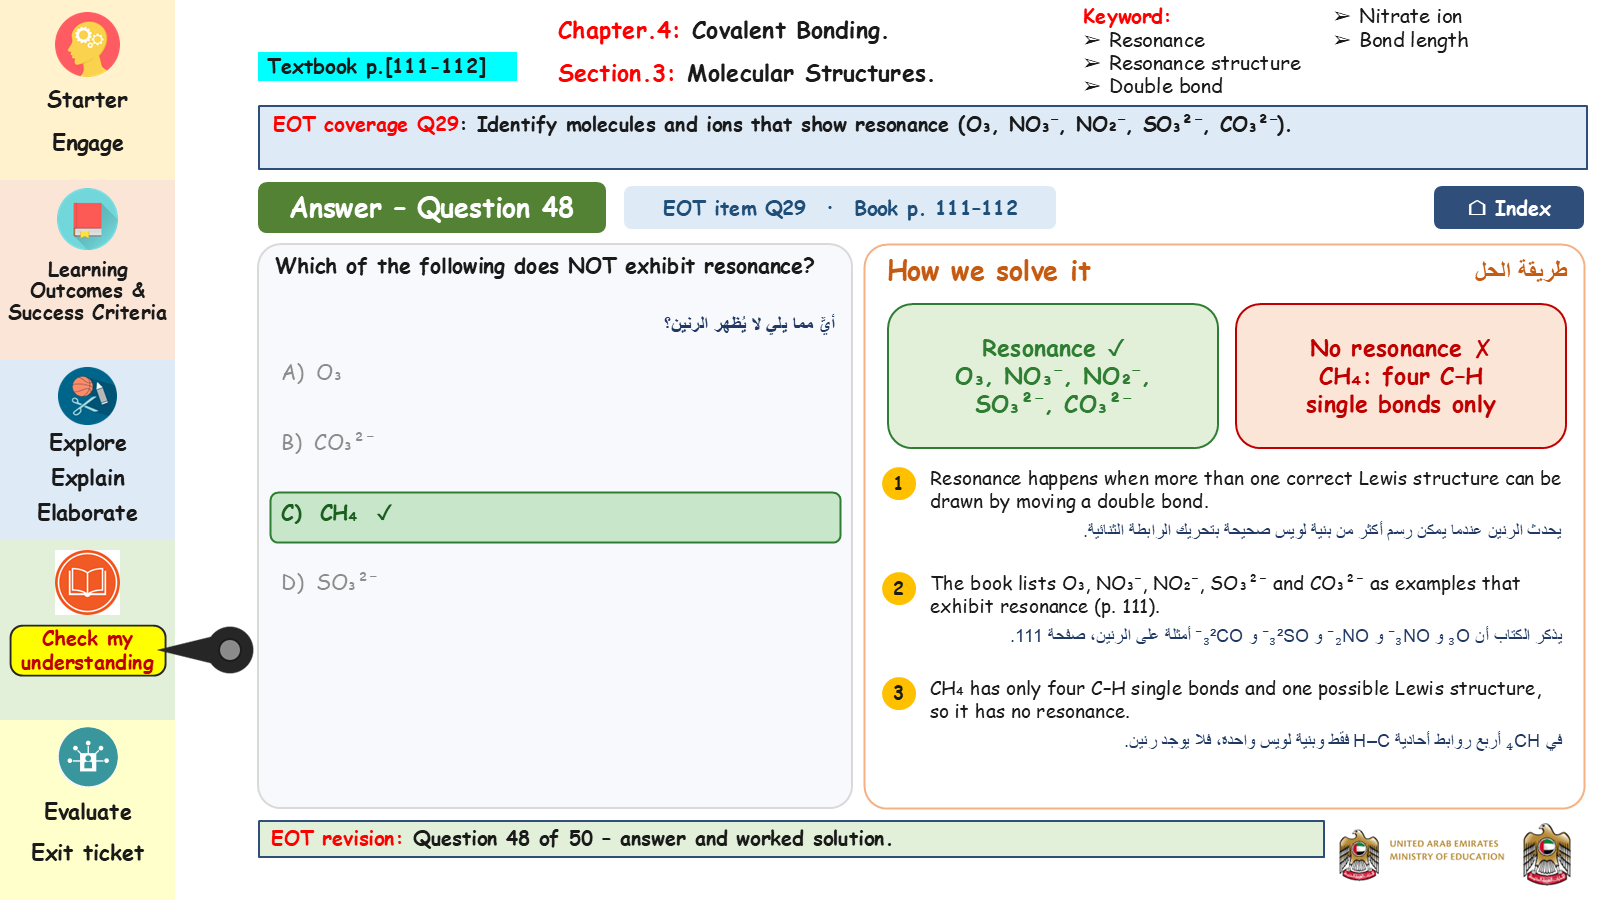 Starter
Engage
Learning
Outcomes &
Success Criteria
Explore
Explain
Elaborate
Check my
understanding
Evaluate
Exit ticket
Textbook p.[111-112]
Chapter.4: Covalent Bonding.
Section.3: Molecular Structures.
Keyword:
➢ Resonance
➢ Resonance structure
➢ Double bond
➢ Nitrate ion
➢ Bond length
EOT coverage Q29: Identify molecules and ions that show resonance (O₃, NO₃⁻, NO₂⁻, SO₃²⁻, CO₃²⁻).
Answer – Question 48
EOT item Q29 · Book p. 111–112
☖ Index
Which of the following does NOT exhibit resonance?
أيٌّ مما يلي لا يُظهر الرنين؟
A) O₃
B) CO₃²⁻
C) CH₄ ✓
D) SO₃²⁻
How we solve it
طريقة الحل
Resonance ✓
O₃, NO₃⁻, NO₂⁻,
SO₃²⁻, CO₃²⁻
No resonance ✗
CH₄: four C–H
single bonds only
1
Resonance happens when more than one correct Lewis structure can be
drawn by moving a double bond.
يحدث الرنين عندما يمكن رسم أكثر من بنية لويس صحيحة بتحريك الرابطة الثنائية.
2
The book lists O₃, NO₃⁻, NO₂⁻, SO₃²⁻ and CO₃²⁻ as examples that
exhibit resonance (p. 111).
يذكر الكتاب أن O₃ و NO₃⁻ و NO₂⁻ و SO₃²⁻ و CO₃²⁻ أمثلة على الرنين، صفحة 111.
3
CH₄ has only four C–H single bonds and one possible Lewis structure,
so it has no resonance.
في CH₄ أربع روابط أحادية C–H فقط وبنية لويس واحدة، فلا يوجد رنين.
EOT revision: Question 48 of 50 – answer and worked solution.
UNITED ARAB EMIRATES
MINISTRY OF EDUCATION